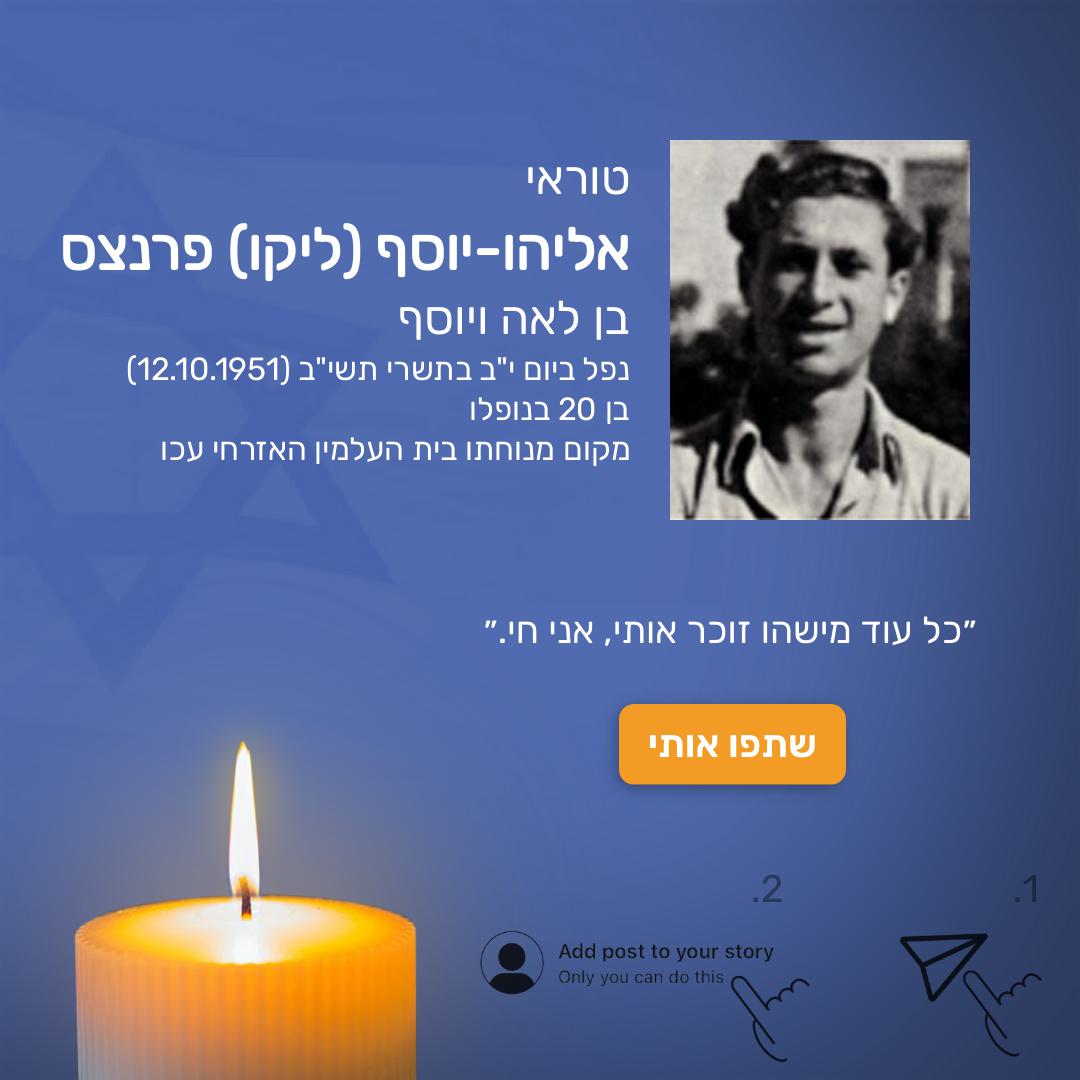 טוראי
אליהו-יוסף (ליקו) פרנצס
בן לאה ויוסף
נפל ביום י"ב בתשרי תשי"ב (12.10.1951)
בן 20 בנופלו
מקום מנוחתו בית העלמין האזרחי עכו
״כל עוד מישהו זוכר אותי, אני חי.״
שתפו אותי
1.
2.
Add post to your story
Only you can do this